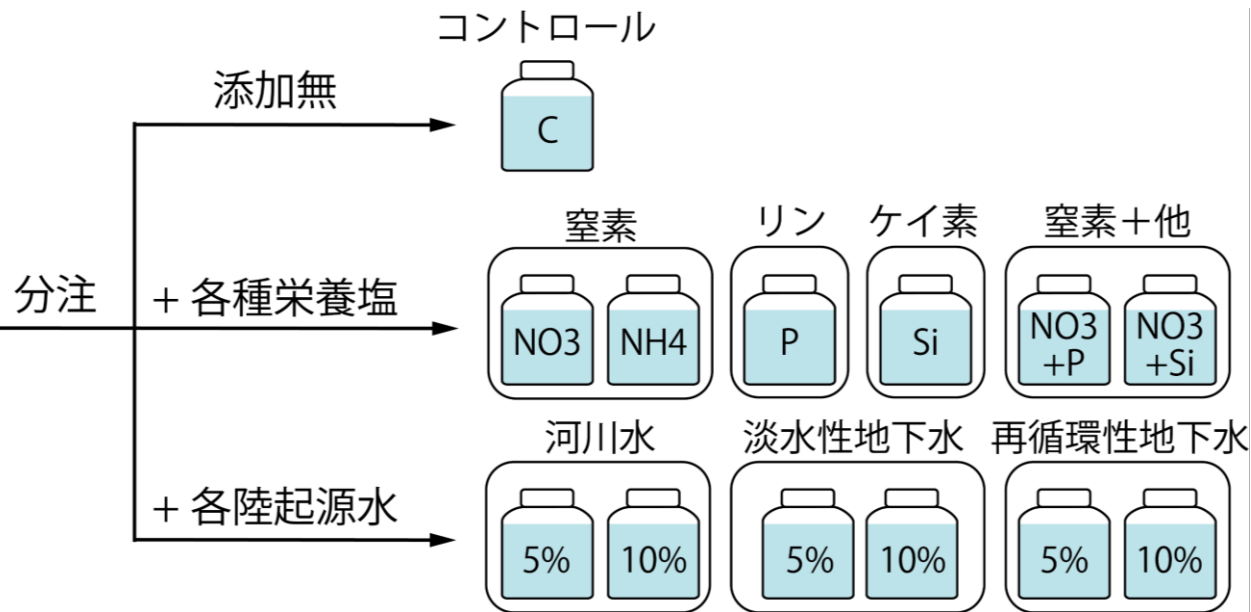 コントロール
添加無
C
窒素
リン
ケイ素
窒素＋他
分注
+ 各種栄養塩
NO3
NH4
P
Si
NO3
+P
NO3
+Si
河川水
淡水性地下水
再循環性地下水
+ 各陸起源水
5%
10%
5%
10%
5%
10%